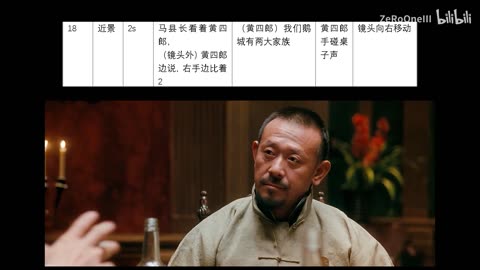 ZeRoOneIII bilibili
18 近景 2s 马县长看着黄四 （黄四郎）我们鹅 黄四郎 镜头向右移动
郎， 城有两大家族 手碰桌
（镜头外）黄四郎 子声
边说，右手边比着
2